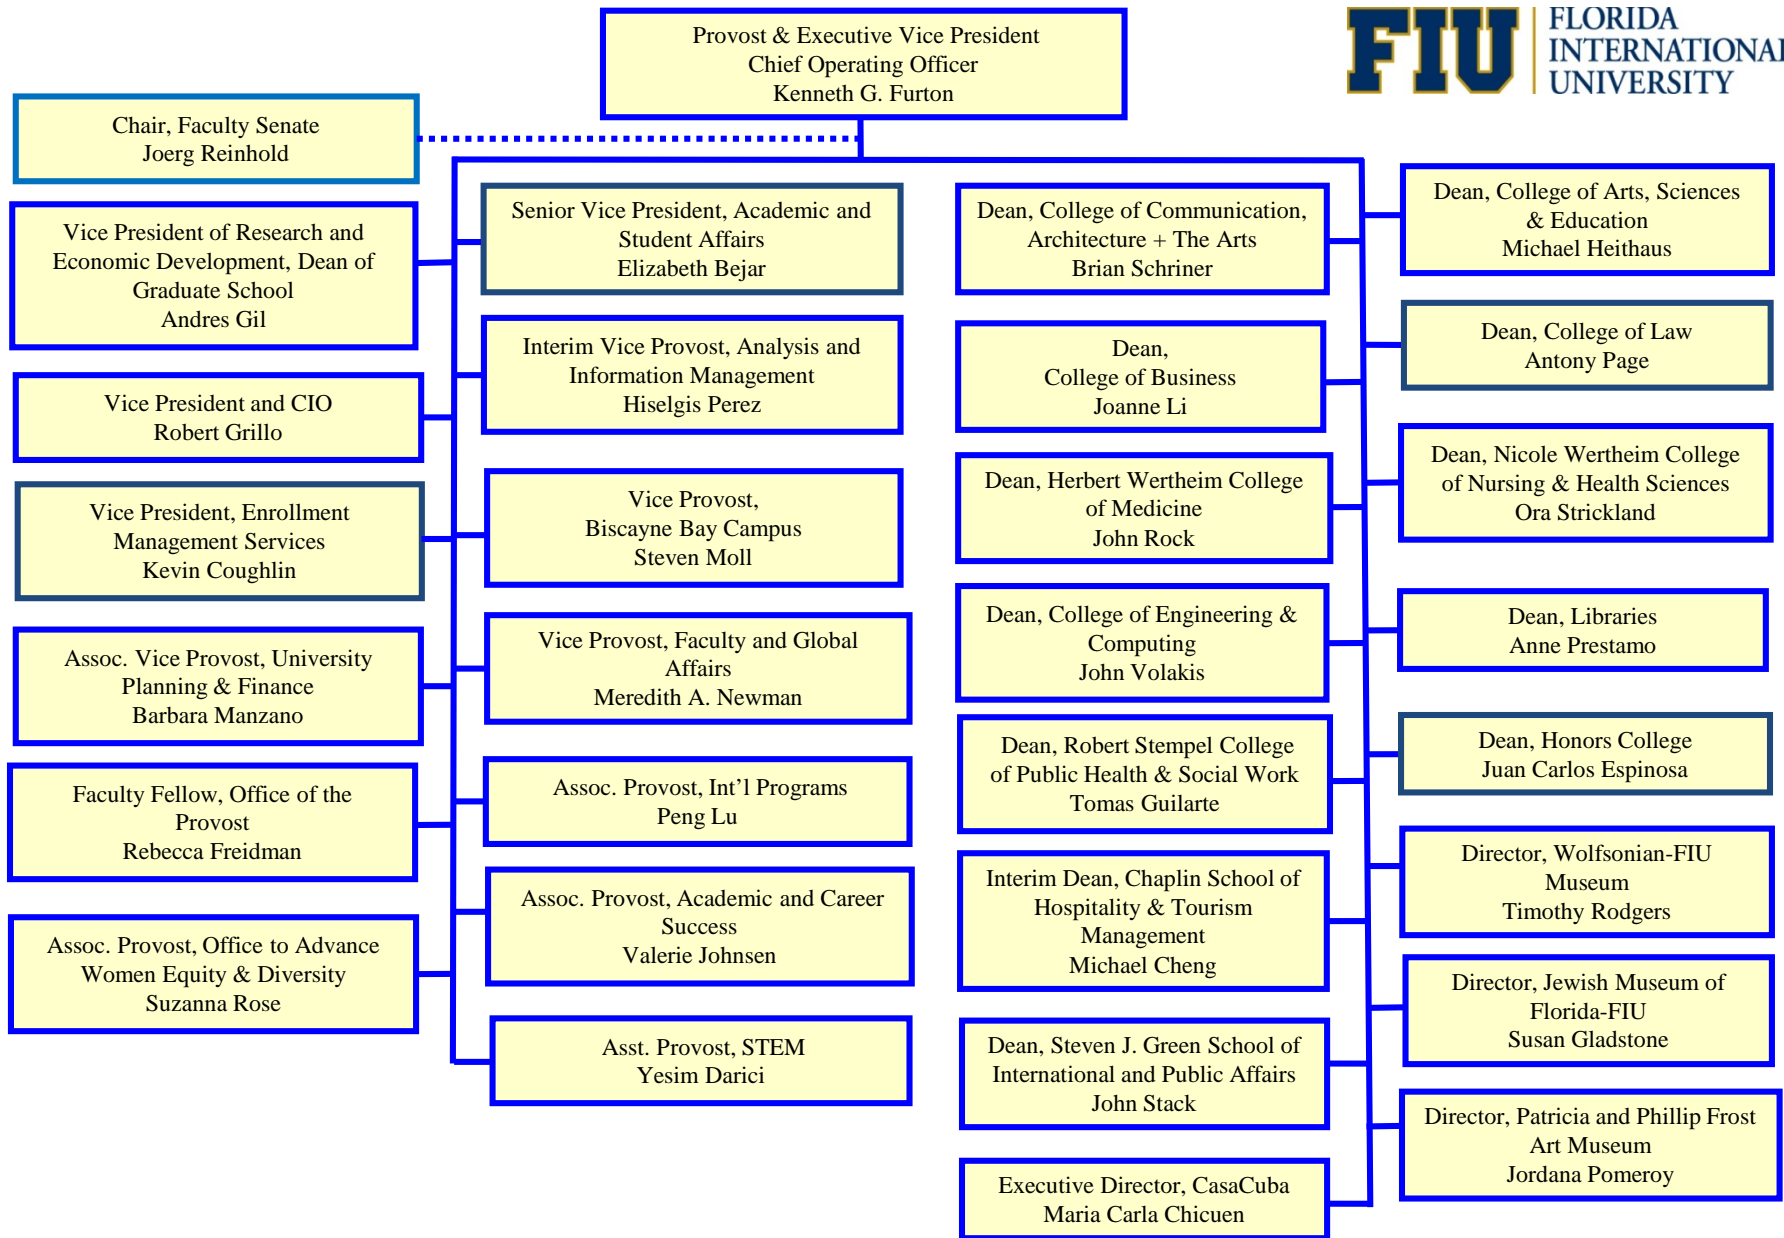 Provost & Executive Vice President
Chief Operating Officer
Kenneth G. Furton
FIU
FLORIDA
INTERNATIONAL
UNIVERSITY
Chair, Faculty Senate
Joerg Reinhold
Vice President of Research and
Economic Development, Dean of
Graduate School
Andres Gil
Vice President and CIO
Robert Grillo
Vice President, Enrollment
Management Services
Kevin Coughlin
Assoc. Vice Provost, University
Planning & Finance
Barbara Manzano
Faculty Fellow, Office of the
Provost
Rebecca Freidman
Assoc. Provost, Office to Advance
Women Equity & Diversity
Suzanna Rose
Senior Vice President, Academic and
Student Affairs
Elizabeth Bejar
Interim Vice Provost, Analysis and
Information Management
Hiselgis Perez
Vice Provost,
Biscayne Bay Campus
Steven Moll
Vice Provost, Faculty and Global
Affairs
Meredith A. Newman
Assoc. Provost, Int’l Programs
Peng Lu
Assoc. Provost, Academic and Career
Success
Valerie Johnsen
Asst. Provost, STEM
Yesim Darici
Dean, College of Communication,
Architecture + The Arts
Brian Schriner
Dean,
College of Business
Joanne Li
Dean, Herbert Wertheim College
of Medicine
John Rock
Dean, College of Engineering &
Computing
John Volakis
Dean, Robert Stempel College
of Public Health & Social Work
Tomas Guilarte
Interim Dean, Chaplin School of
Hospitality & Tourism
Management
Michael Cheng
Dean, Steven J. Green School of
International and Public Affairs
John Stack
Executive Director, CasaCuba
Maria Carla Chicuen
Dean, College of Arts, Sciences
& Education
Michael Heithaus
Dean, College of Law
Antony Page
Dean, Nicole Wertheim College
of Nursing & Health Sciences
Ora Strickland
Dean, Libraries
Anne Prestamo
Dean, Honors College
Juan Carlos Espinosa
Director, Wolfsonian-FIU
Museum
Timothy Rodgers
Director, Jewish Museum of
Florida-FIU
Susan Gladstone
Director, Patricia and Phillip Frost
Art Museum
Jordana Pomeroy